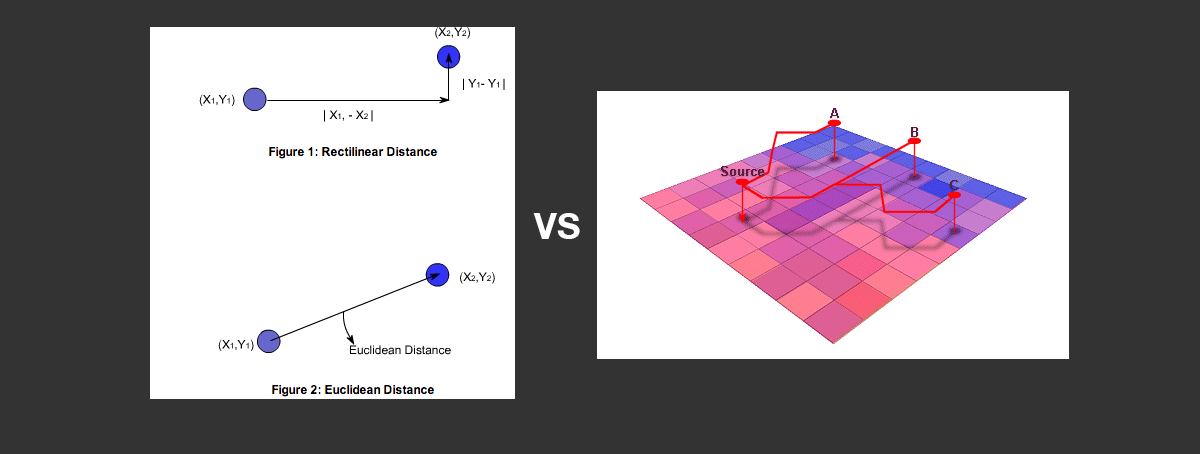 (X2,Y2)
(X1,Y1)
| Y1- Y1 |
| X1, - X2 |
Figure 1: Rectilinear Distance
(X2,Y2)
(X1,Y1)
Euclidean Distance
Figure 2: Euclidean Distance
VS
A
B
Source
C